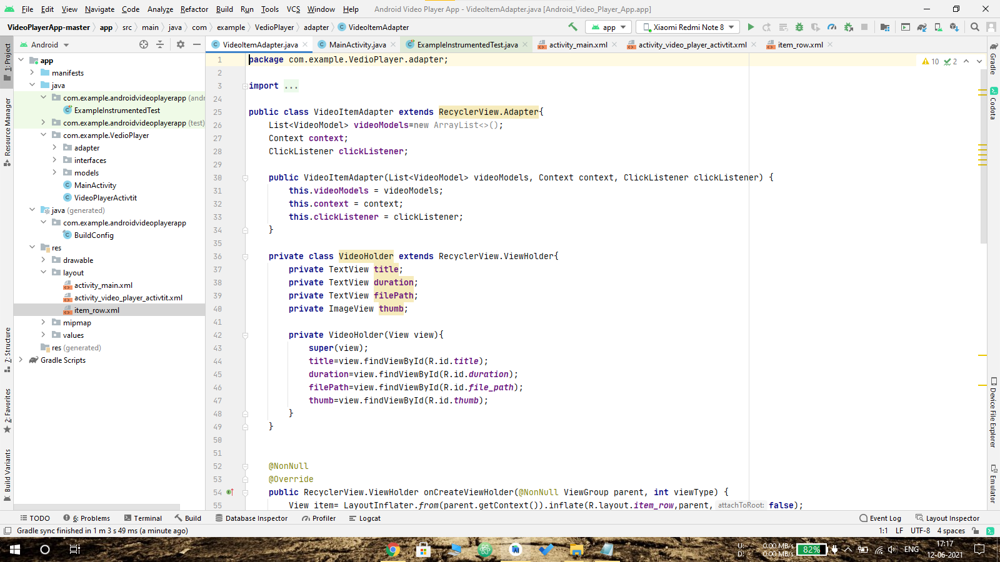 File Edit View Navigate Code Analyze Refactor Build Run Tools VCS Window Help Android Video Player App - VideoItemAdapter.java [Android_Video_Player_App.app]
VideoPlayerApp-master app src main java com example VedioPlayer adapter VideoItemAdapter app Xiaomi Redmi Note 8
Android VideoItemAdapter.java MainActivity.java ExampleInstrumentedTest.java activity_main.xml activity_video_player_activtit.xml item_row.xml
1: Project
Resource Manager
7: Structure
2: Favorites
Build Variants
app
manifests
java
com.example.androidvideoplayerapp (andr
ExampleInstrumentedTest
com.example.androidvideoplayerapp (test)
com.example.VedioPlayer
adapter
interfaces
models
MainActivity
VideoPlayerActivtit
java (generated)
com.example.androidvideoplayerapp
BuildConfig
res
drawable
layout
activity_main.xml
activity_video_player_activtit.xml
item_row.xml
mipmap
values
res (generated)
Gradle Scripts
1 package com.example.VedioPlayer.adapter;
2
3 import ...
24
25 public class VideoItemAdapter extends RecyclerView.Adapter{
26 List<VideoModel> videoModels=new ArrayList<>();
27 Context context;
28 ClickListener clickListener;
29
30 public VideoItemAdapter(List<VideoModel> videoModels, Context context, ClickListener clickListener) {
31 this.videoModels = videoModels;
32 this.context = context;
33 this.clickListener = clickListener;
34 }
35
36 private class VideoHolder extends RecyclerView.ViewHolder{
37 private TextView title;
38 private TextView duration;
39 private TextView filePath;
40 private ImageView thumb;
41
42 private VideoHolder(View view){
43 super(view);
44 title=view.findViewById(R.id.title);
45 duration=view.findViewById(R.id.duration);
46 filePath=view.findViewById(R.id.file_path);
47 thumb=view.findViewById(R.id.thumb);
48 }
49 }
50
51
52 @NonNull
53 @Override
54 public RecyclerView.ViewHolder onCreateViewHolder(@NonNull ViewGroup parent, int viewType) {
55 View item= LayoutInflater.from(parent.getContext()).inflate(R.layout.item_row,parent, attachToRoot: false);
10 2
Gradle
Codota
Device File Explorer
Emulator
TODO 6: Problems Terminal Build Database Inspector Profiler Logcat Event Log Layout Inspector
Gradle sync finished in 1 m 3 s 49 ms (a minute ago) 1:1 LF UTF-8 4 spaces
U: 0.00 MB/s
D: 0.00 MB/s
82%
ENG
17:17
12-06-2021